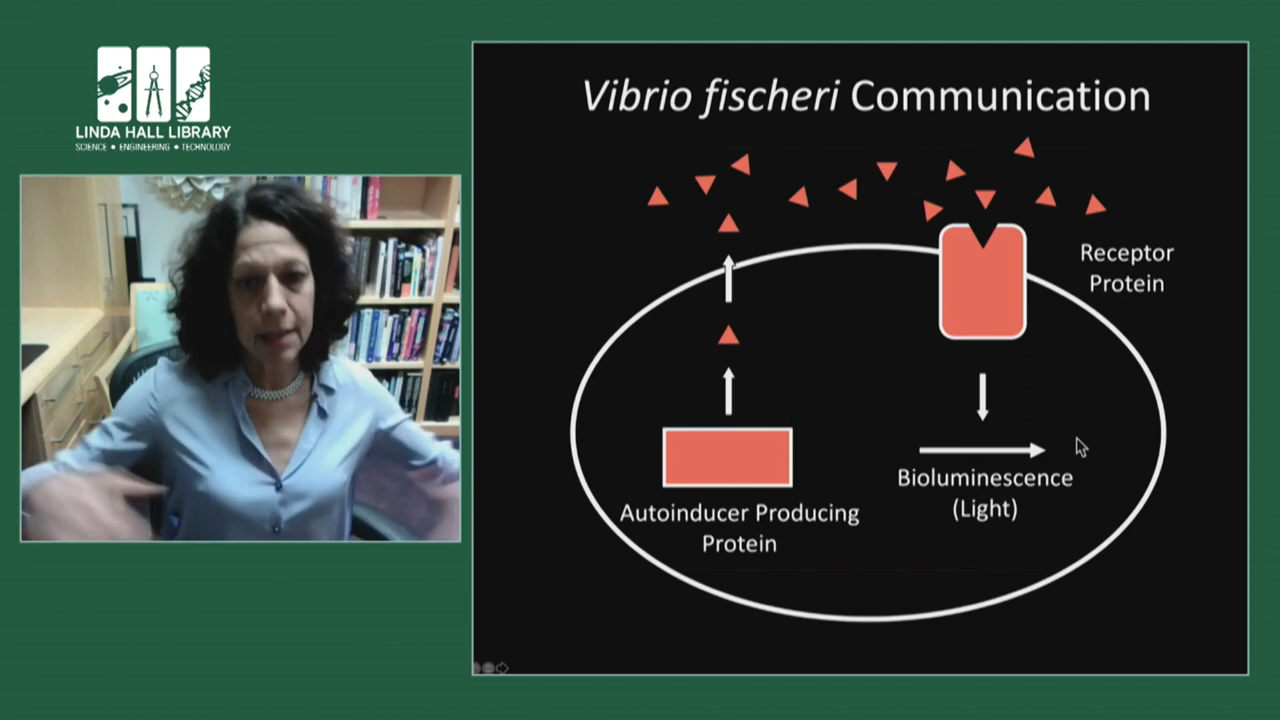 LINDA HALL LIBRARY
SCIENCE ● ENGINEERING ● TECHNOLOGY
Vibrio fischeri Communication
Receptor
Protein
Bioluminescence
(Light)
Autoinducer Producing
Protein